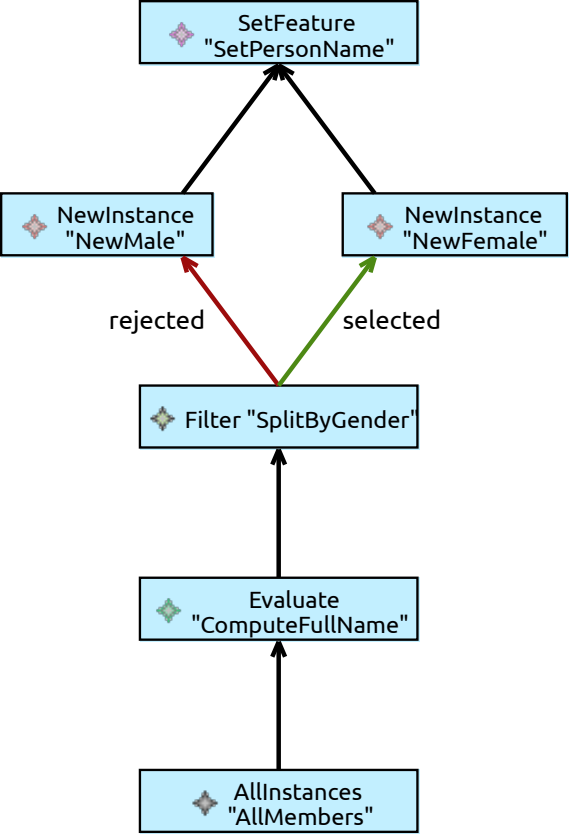 SetFeature
"SetPersonName"
NewInstance
"NewMale"
NewInstance
"NewFemale"
rejected
selected
Filter "SplitByGender"
Evaluate
"ComputeFullName"
AllInstances
"AllMembers"